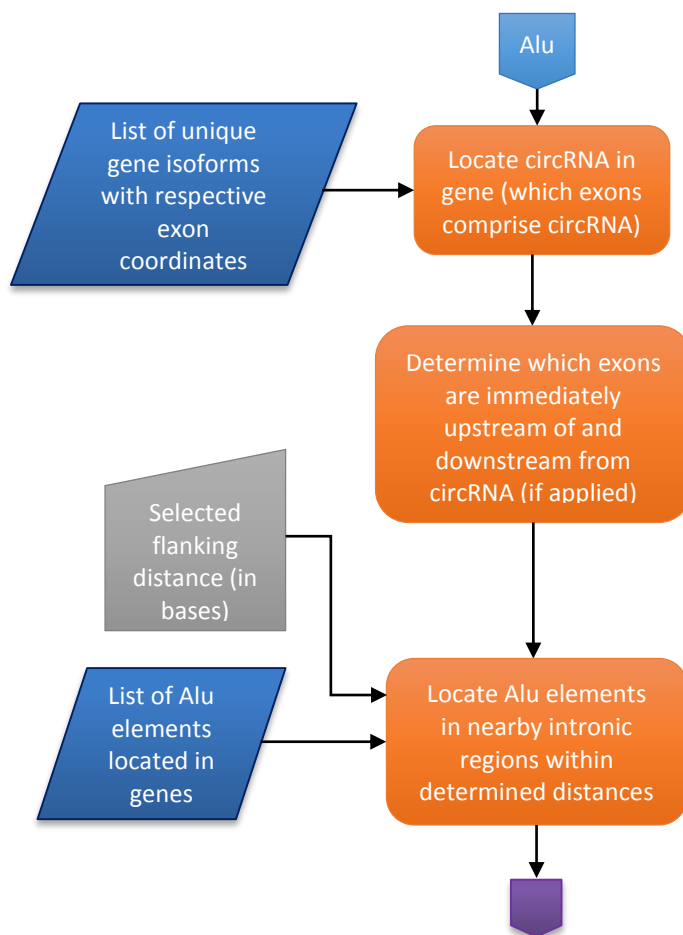 Alu
List of unique
gene isoforms
with respective
exon
coordinates
Locate circRNA in
gene (which exons
comprise circRNA)
Determine which exons
are immediately
upstream of and
downstream from
circRNA (if applied)
Selected
flanking
distance (in
bases)
List of Alu
elements
located in
genes
Locate Alu elements
in nearby intronic
regions within
determined distances